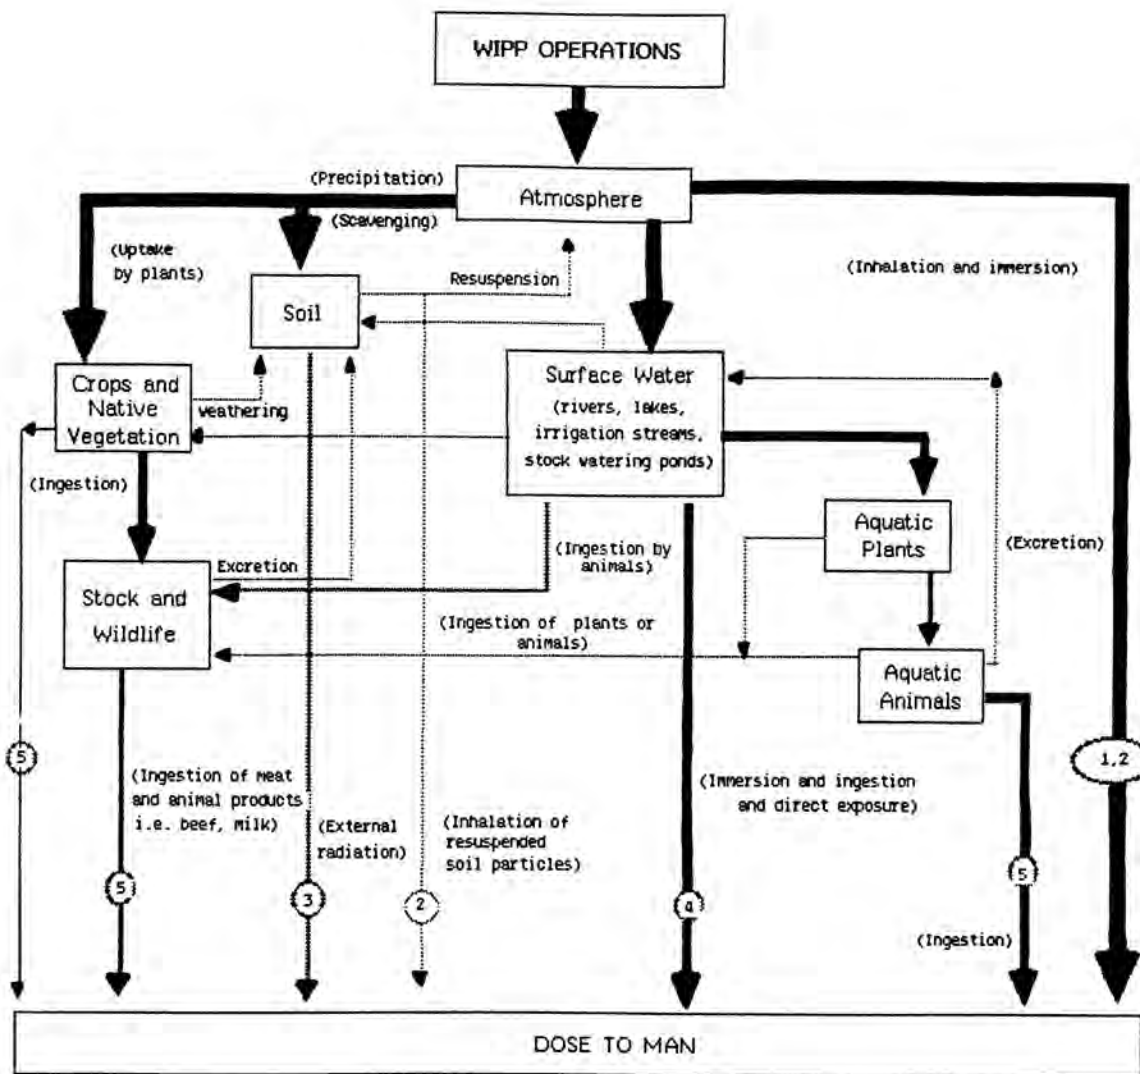 WIPP OPERATIONS
(Precipitation)
Atmosphere
(Scavenging)
(Uptake
by plants)
(Inhalation and immersion)
Resuspension
Soil
Surface Water
(rivers, lakes,
irrigation streams,
stock watering ponds)
Crops and
Native
Vegetation
weathering
(Ingestion)
Aquatic
Plants
(Excretion)
(Ingestion by
animals)
Excretion
Stock and
Wildlife
(Ingestion of plants or
animals)
Aquatic
Animals
5
1,2
(Ingestion of meat
and animal products
i.e. beef, milk)
(Immersion and ingestion
and direct exposure)
(External
radiation)
(Inhalation of
resuspended
soil particles)
5
3
2
4
5
(Ingestion)
DOSE TO MAN